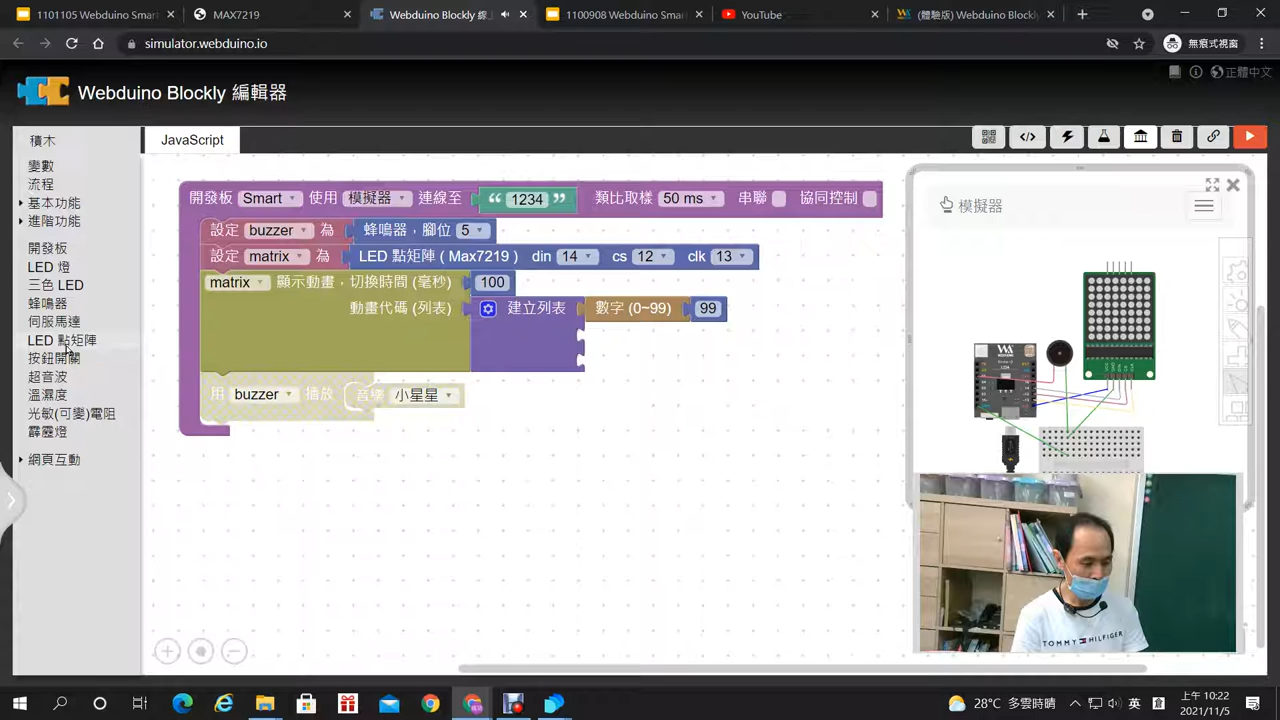 1101105 Webduino Smar
MAX7219
Webduino Blockly 線上
1100908 Webduino Smar
YouTube
(體驗版) Webduino Blockly
simulator.webduino.io
無痕式視窗
Webduino Blockly 編輯器
正體中文
積木
JavaScript
變數
流程
基本功能
進階功能
開發板
LED 燈
三色 LED
蜂鳴器
伺服馬達
LED 點矩陣
按鈕開關
超音波
溫濕度
光敏(可變)電阻
霹靂燈
網頁互動
開發板 Smart 使用 模擬器 連線至 “ 1234 ” 類比取樣 50 ms 串聯 協同控制
設定 buzzer 為 蜂鳴器，腳位 5
設定 matrix 為 LED 點矩陣 ( Max7219 ) din 14 cs 12 clk 13
matrix 顯示動畫，切換時間 (毫秒) 100
動畫代碼 (列表) 建立列表 數字 (0~99) 99
用 buzzer 播放 音樂 小星星
模擬器
TOMMY HILFIGER
28°C 多雲時晴
英
上午 10:22
2021/11/5